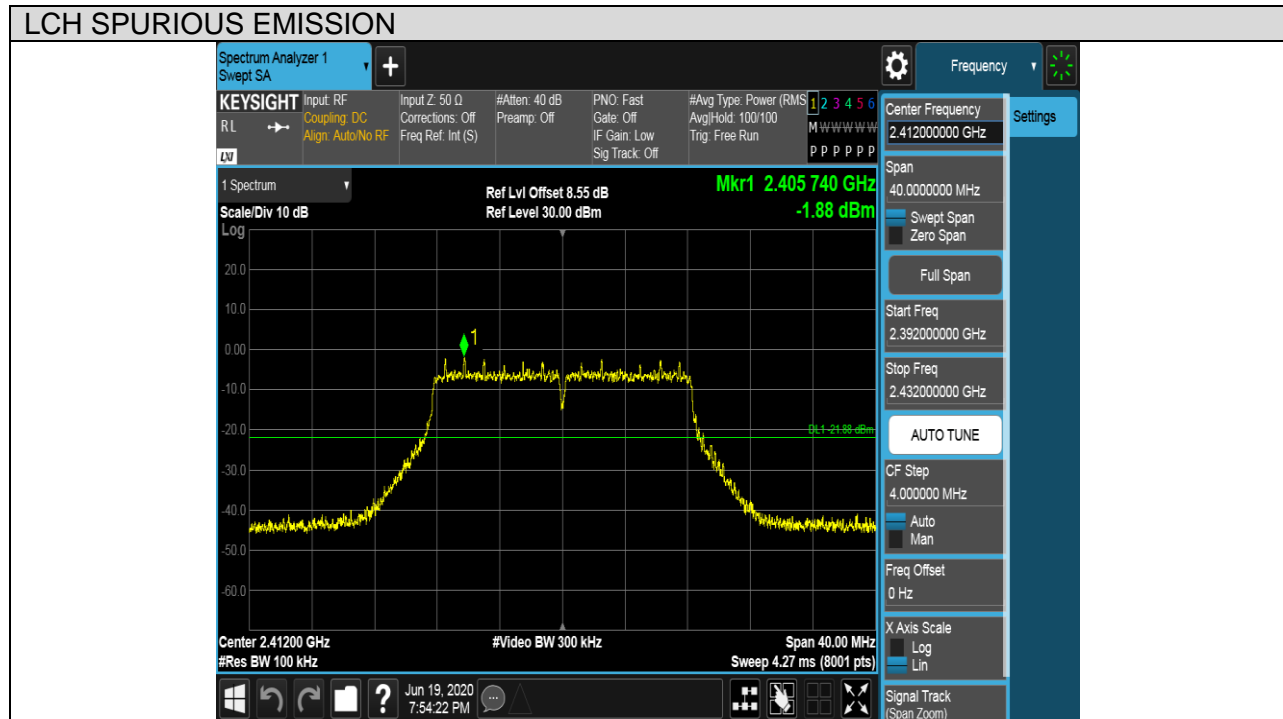 LCH SPURIOUS EMISSION
Spectrum Analyzer 1
Swept SA
+
Frequency
KEYSIGHT
RL
LXI
Input: RF
Coupling: DC
Align: Auto/No RF
Input Z: 50 Ω
Corrections: Off
Freq Ref: Int (S)
#Atten: 40 dB
Preamp: Off
PNO: Fast
Gate: Off
IF Gain: Low
Sig Track: Off
#Avg Type: Power (RMS
Avg|Hold: 100/100
Trig: Free Run
1 2 3 4 5 6
M W W W W W
P P P P P P
1 Spectrum
Scale/Div 10 dB
Ref Lvl Offset 8.55 dB
Ref Level 30.00 dBm
Mkr1 2.405 740 GHz
-1.88 dBm
Log
20.0
10.0
0.00
-10.0
-20.0
-30.0
-40.0
-50.0
-60.0
1
DL1 -21.88 dBm
Center 2.41200 GHz
#Res BW 100 kHz
#Video BW 300 kHz
Span 40.00 MHz
Sweep 4.27 ms (8001 pts)
?
Jun 19, 2020
7:54:22 PM
Center Frequency
2.412000000 GHz
Settings
Span
40.0000000 MHz
Swept Span
Zero Span
Full Span
Start Freq
2.392000000 GHz
Stop Freq
2.432000000 GHz
AUTO TUNE
CF Step
4.000000 MHz
Auto
Man
Freq Offset
0 Hz
X Axis Scale
Log
Lin
Signal Track
(Span Zoom)